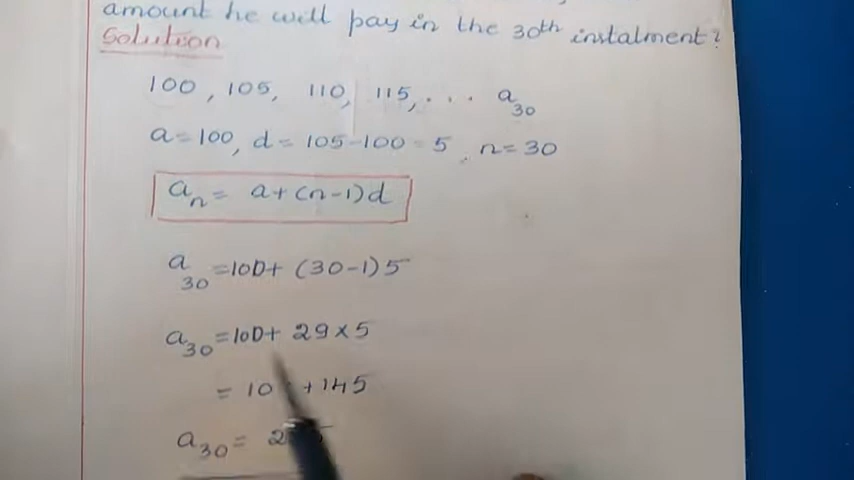 amount he will pay in the 30th instalment?
Solution
100, 105, 110, 115, . . . a30
a = 100, d = 105-100 = 5, n = 30
an = a + (n-1)d
a30 = 100 + (30-1)5
a30 = 100 + 29 × 5
= 10 + 145
a30 = 2